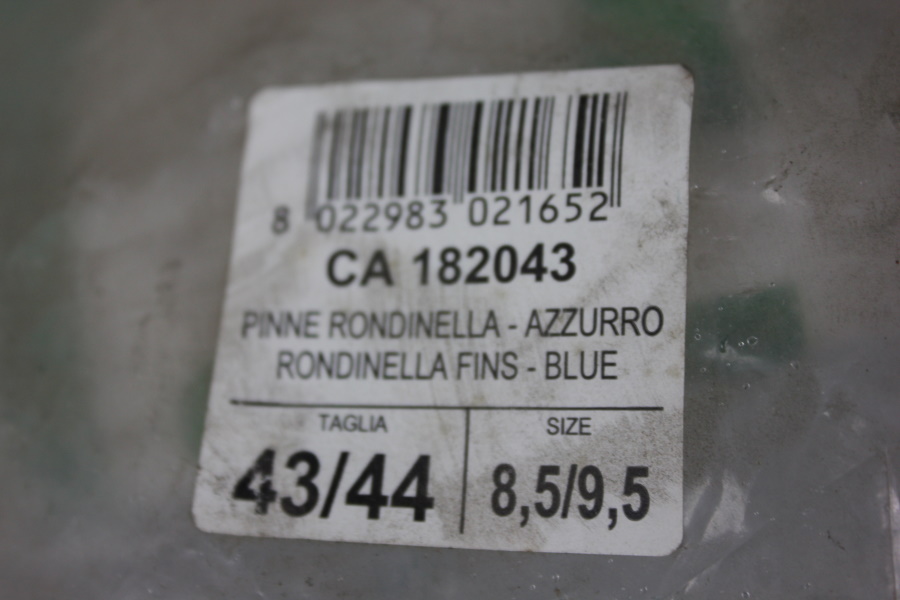 8 022983 021652
CA 182043
PINNE RONDINELLA - AZZURRO
RONDINELLA FINS - BLUE
TAGLIA SIZE
43/44 8,5/9,5